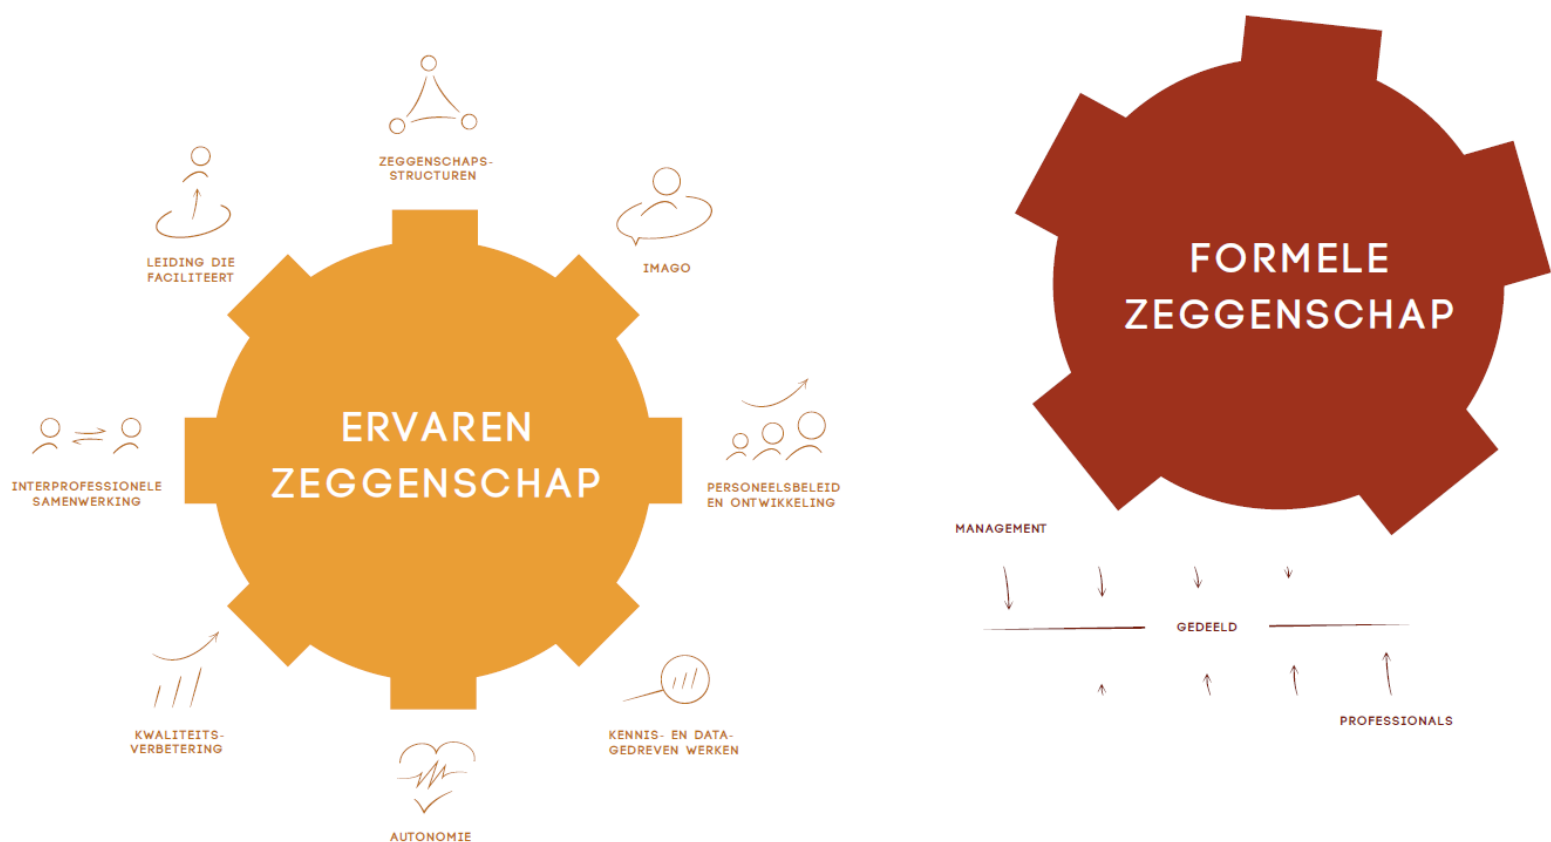 ZEGGENSCHAPS-
STRUCTUREN
LEIDING DIE
FACILITEERT
IMAGO
ERVAREN
ZEGGENSCHAP
INTERPROFESSIONELE
SAMENWERKING
PERSONEELSBELEID
EN ONTWIKKELING
KWALITEITS-
VERBETERING
KENNIS- EN DATA-
GEDREVEN WERKEN
AUTONOMIE
FORMELE
ZEGGENSCHAP
MANAGEMENT
GEDEELD
PROFESSIONALS